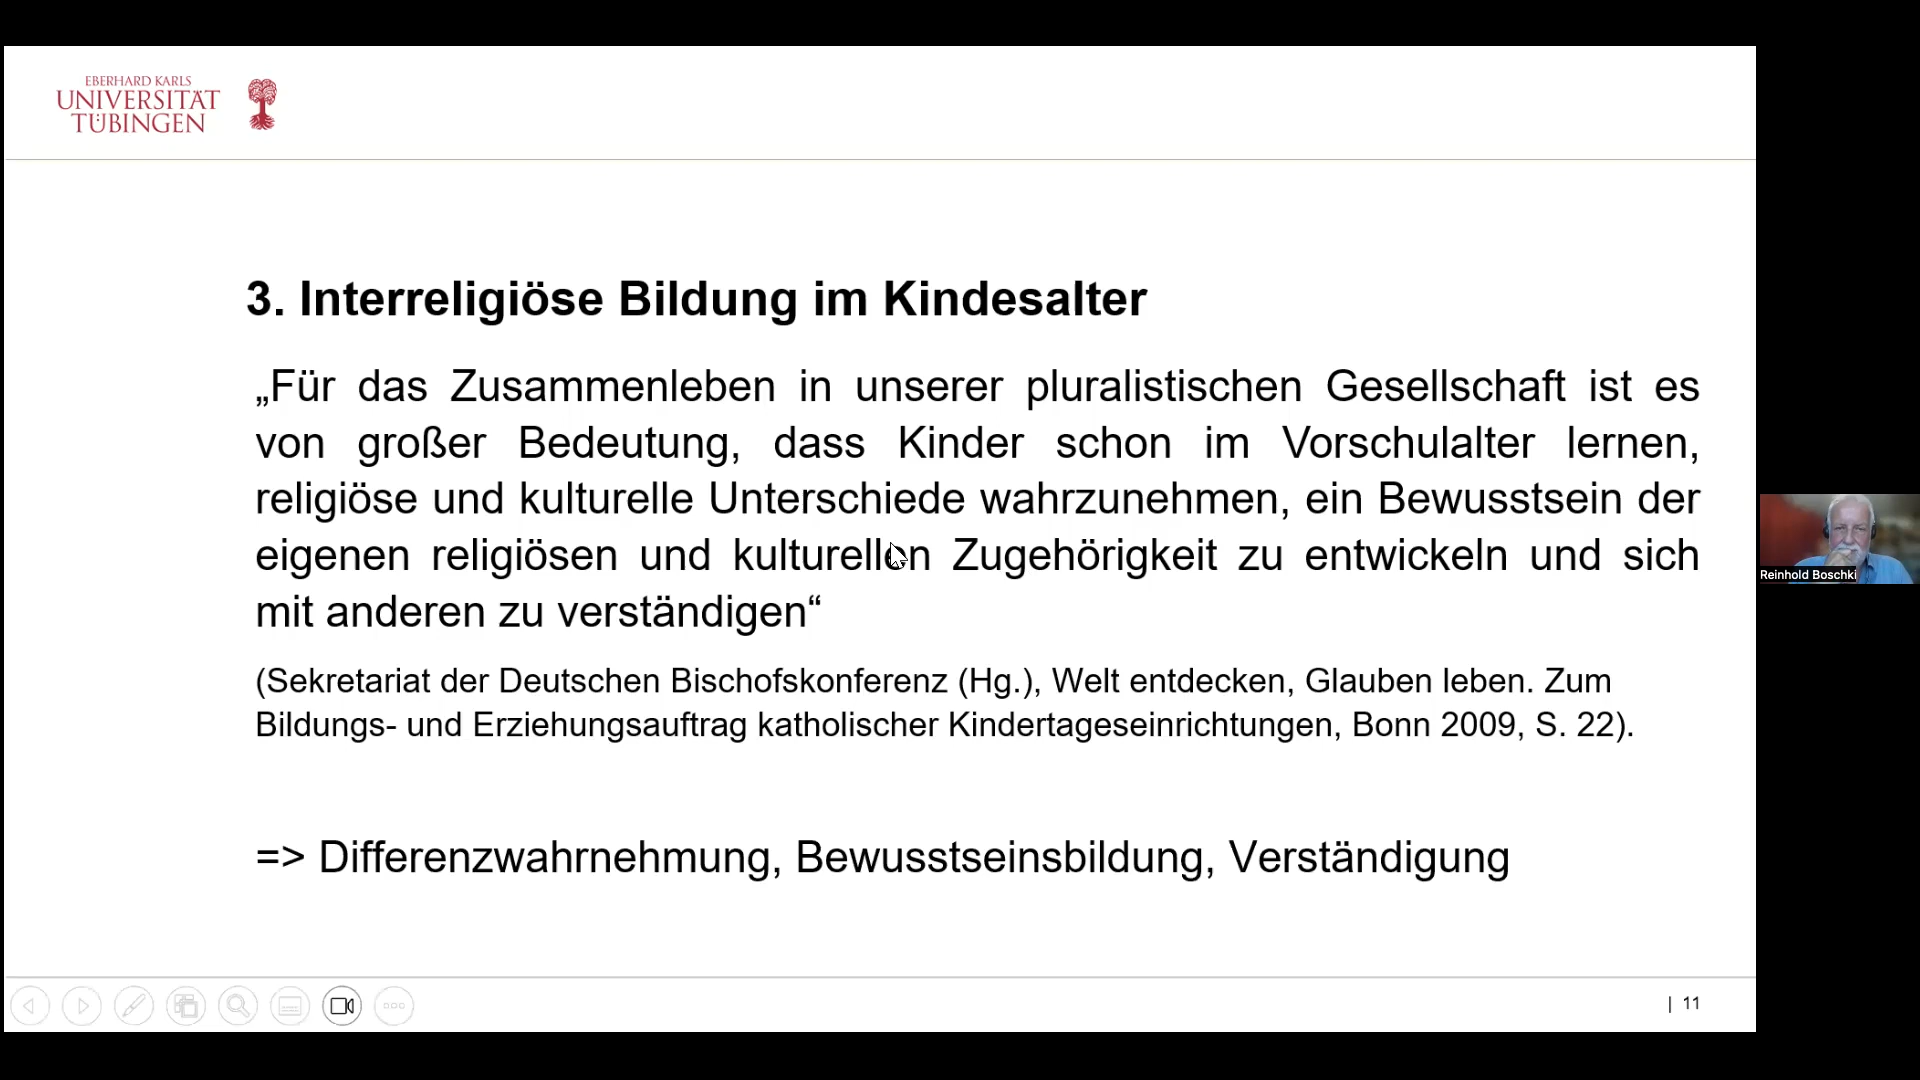 EBERHARD KARLS
UNIVERSITÄT
TÜBINGEN
3. Interreligiöse Bildung im Kindesalter
„Für das Zusammenleben in unserer pluralistischen Gesellschaft ist es
von großer Bedeutung, dass Kinder schon im Vorschulalter lernen,
religiöse und kulturelle Unterschiede wahrzunehmen, ein Bewusstsein der
eigenen religiösen und kulturellen Zugehörigkeit zu entwickeln und sich
mit anderen zu verständigen“
(Sekretariat der Deutschen Bischofskonferenz (Hg.), Welt entdecken, Glauben leben. Zum
Bildungs- und Erziehungsauftrag katholischer Kindertageseinrichtungen, Bonn 2009, S. 22).
=> Differenzwahrnehmung, Bewusstseinsbildung, Verständigung
| 11
Reinhold Boschki